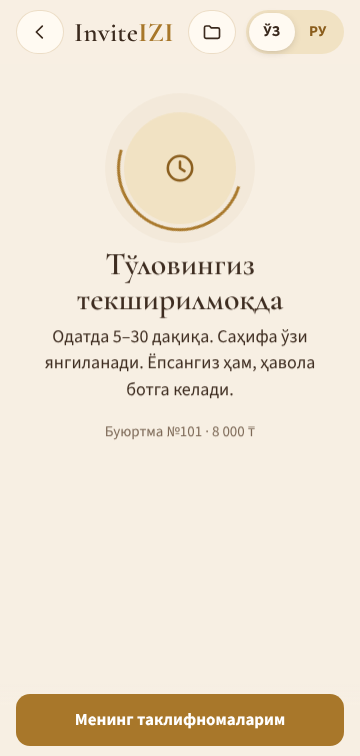 InviteIZI
ЎЗ
РУ
Тўловингиз
текширилмоқда
Одатда 5–30 дақиқа. Саҳифа ўзи
янгиланади. Ёпсангиз ҳам, ҳавола
ботга келади.
Буюртма №101 · 8 000 ₸
Менинг таклифномаларим